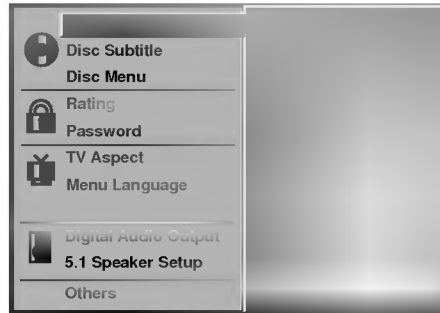 Disc Subtitle
Disc Menu
Rating
Password
TV Aspect
Menu Language
Digital Audio Output
5.1 Speaker Setup
Others